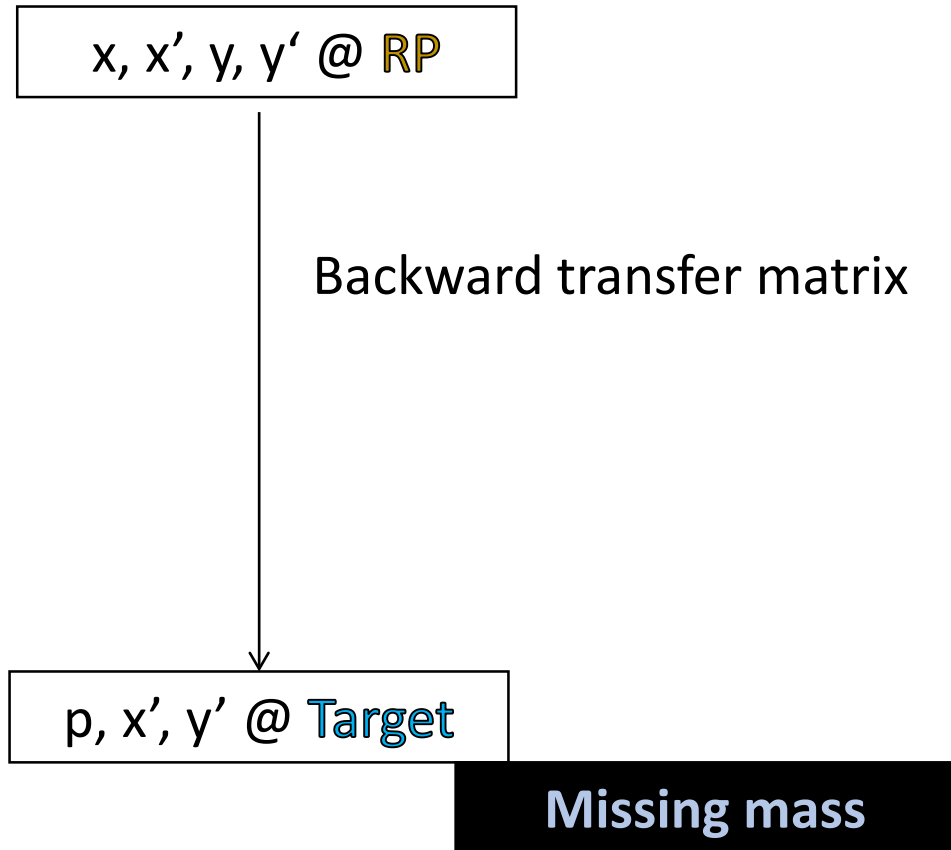 x, x’, y, y‘ @ RP
Backward transfer matrix
p, x’, y’ @ Target
Missing mass